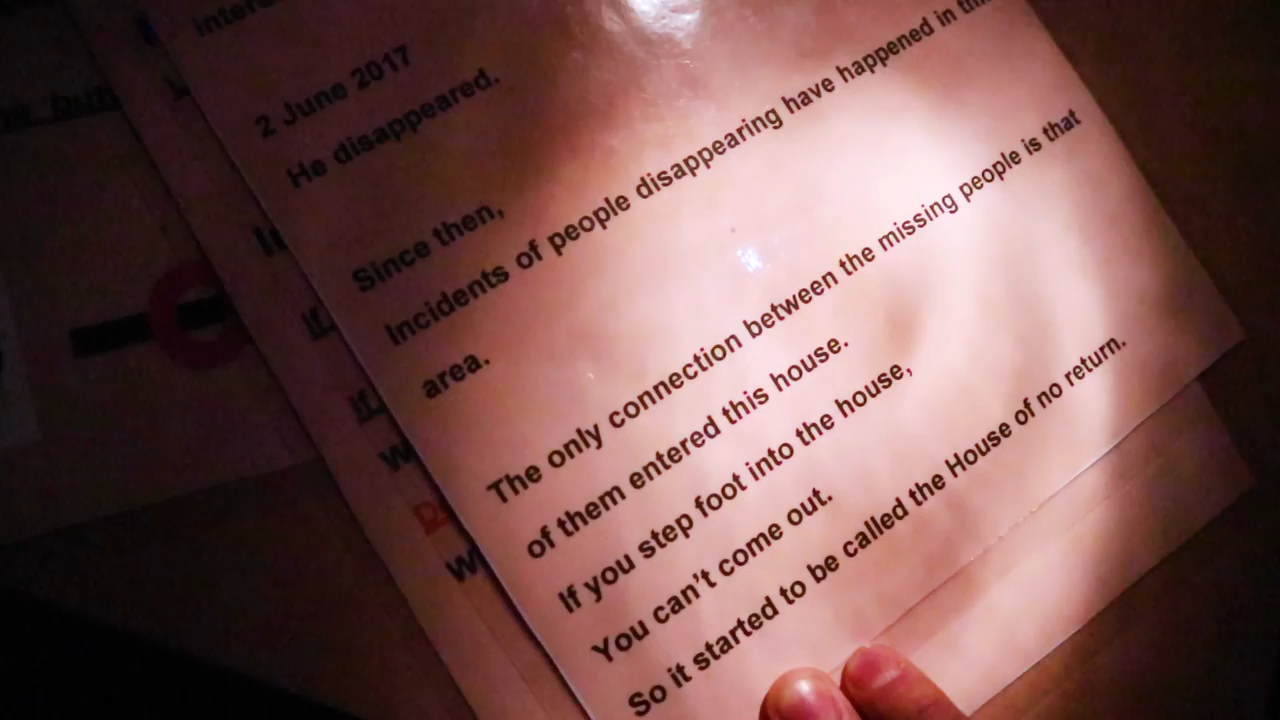 2 June 2017
He disappeared.
Since then,
Incidents of people disappearing have happened in this
area.
The only connection between the missing people is that
of them entered this house.
If you step foot into the house,
You can't come out.
So it started to be called the House of no return.